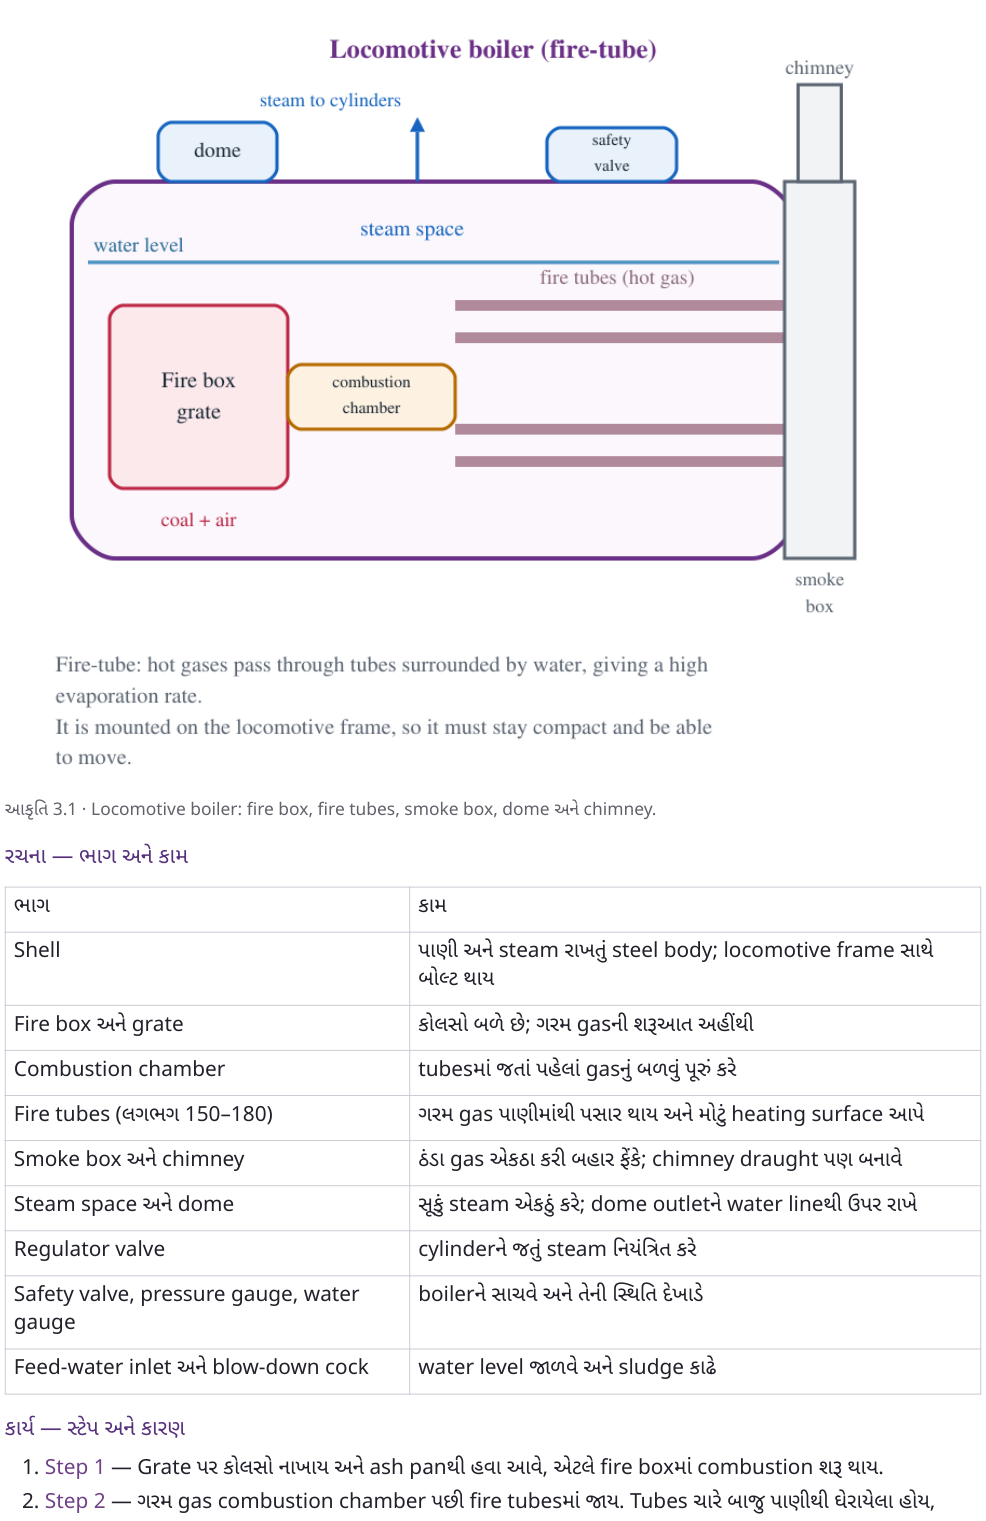 Locomotive boiler (fire-tube)
chimney
steam to cylinders
dome
safety
valve
steam space
water level
fire tubes (hot gas)
Fire box
grate
combustion
chamber
coal + air
smoke
box
Fire-tube: hot gases pass through tubes surrounded by water, giving a high
evaporation rate.
It is mounted on the locomotive frame, so it must stay compact and be able
to move.
આકૃતિ 3.1 · Locomotive boiler: fire box, fire tubes, smoke box, dome અને chimney.
રચના — ભાગ અને કામ
ભાગ
કામ
Shell
પાણી અને steam રાખતું steel body; locomotive frame સાથે
બોલ્ટ થાય
Fire box અને grate
કોલસો બળે છે; ગરમ gasની શરૂઆત અહીંથી
Combustion chamber
tubesમાં જતાં પહેલાં gasનું બળવું પૂરું કરે
Fire tubes (લગભગ 150–180)
ગરમ gas પાણીમાંથી પસાર થાય અને મોટું heating surface આપે
Smoke box અને chimney
ઠંડા gas એકઠા કરી બહાર ફેંકે; chimney draught પણ બનાવે
Steam space અને dome
સૂકું steam એકઠું કરે; dome outletને water lineથી ઉપર રાખે
Regulator valve
cylinderને જતું steam નિયંત્રિત કરે
Safety valve, pressure gauge, water
gauge
boilerને સાચવે અને તેની સ્થિતિ દેખાડે
Feed-water inlet અને blow-down cock
water level જાળવે અને sludge કાઢે
કાર્ય — સ્ટેપ અને કારણ
1. Step 1 — Grate પર કોલસો નાખાય અને ash panથી હવા આવે, એટલે fire boxમાં combustion શરૂ થાય.
2. Step 2 — ગરમ gas combustion chamber પછી fire tubesમાં જાય. Tubes ચારે બાજુ પાણીથી ઘેરાયેલા હોય,